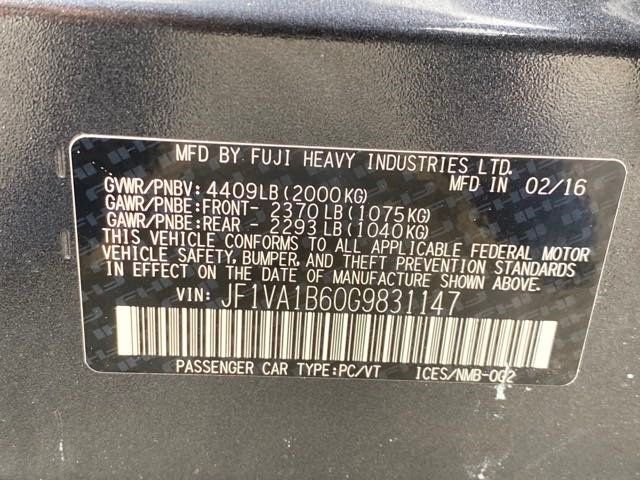 MFD BY FUJI HEAVY INDUSTRIES LTD.
GVWR/PNBV: 4409LB (2000KG) MFD IN 02/16
GAWR/PNBE:FRONT- 2370 LB (1075KG)
GAWR/PNBE:REAR - 2293 LB (1040KG)
THIS VEHICLE CONFORMS TO ALL APPLICABLE FEDERAL MOTOR
VEHICLE SAFETY, BUMPER, AND THEFT PREVENTION STANDARDS
IN EFFECT ON THE DATE OF MANUFACTURE SHOWN ABOVE.
VIN: JF1VA1B60G9831147
PASSENGER CAR TYPE:PC/VT ICES/NMB-002